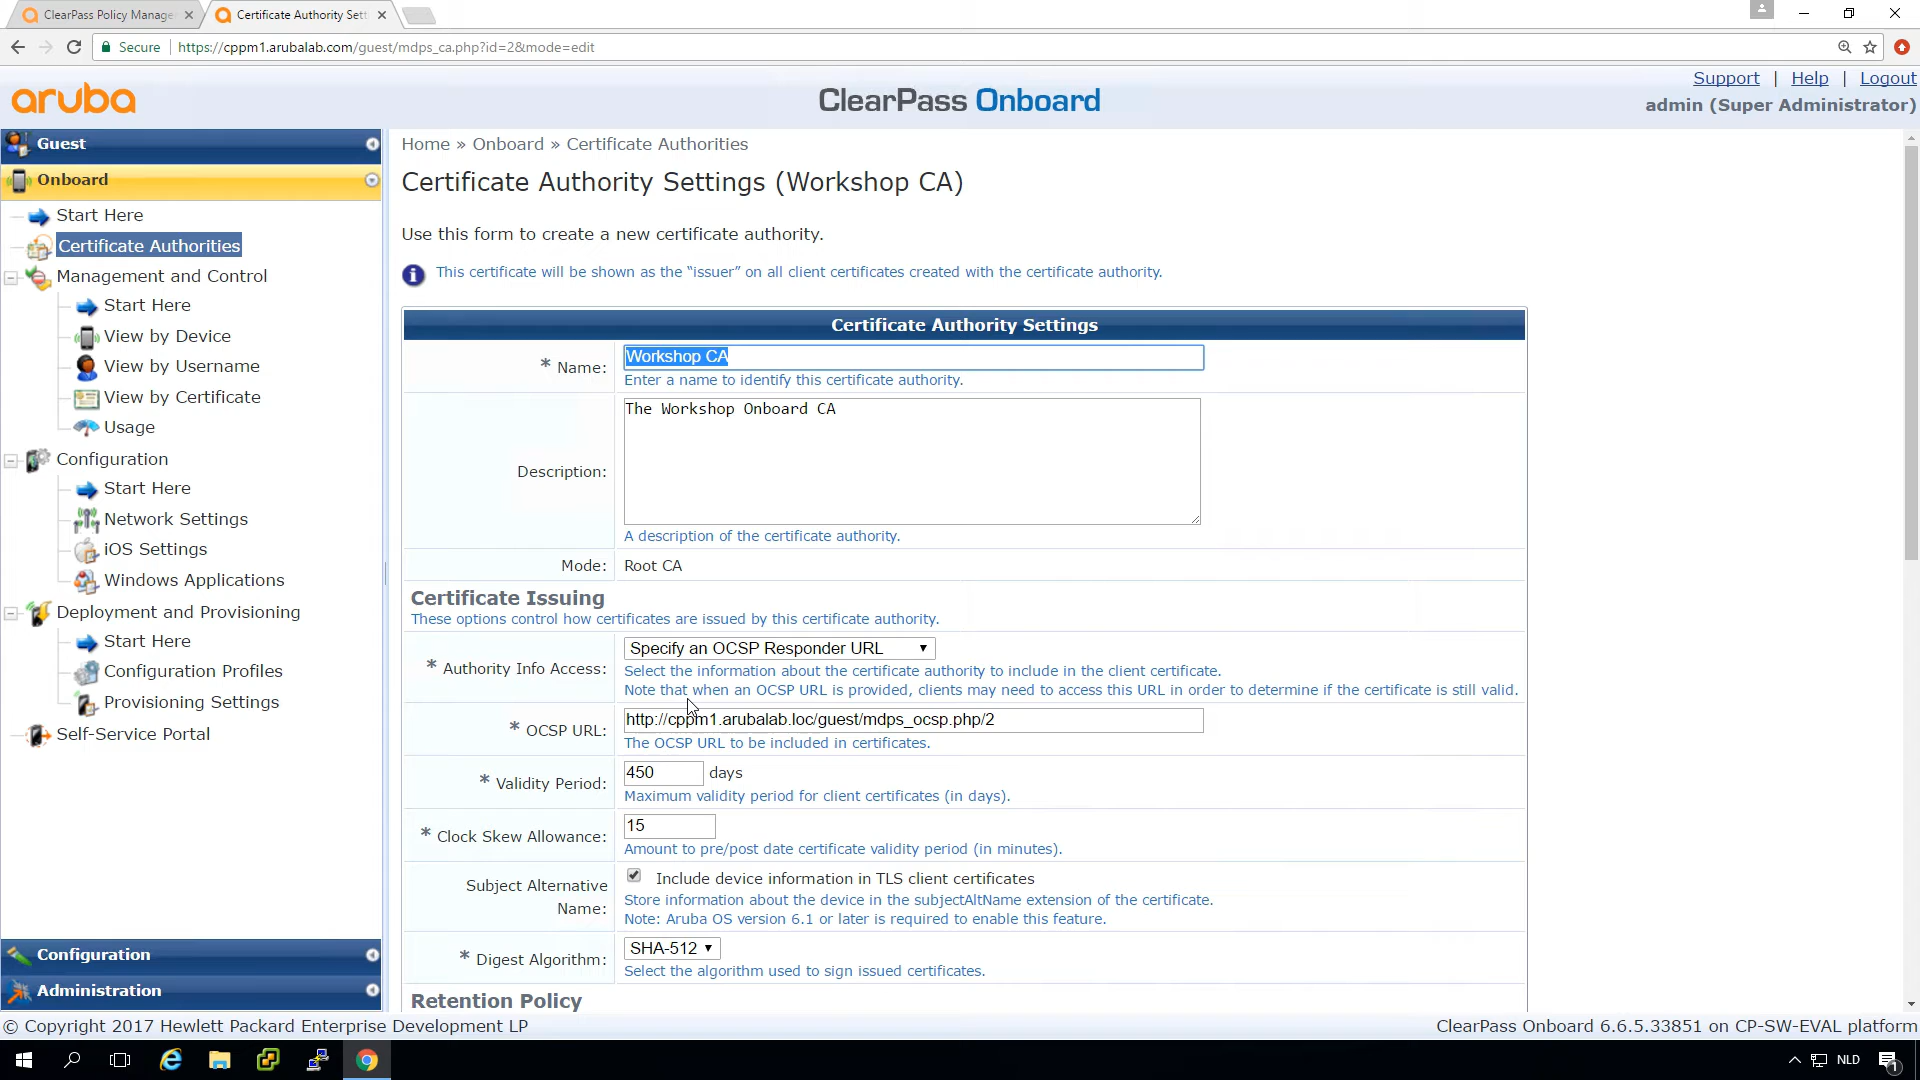 ClearPass Policy Manage
Certificate Authority Sett
Secure
https://cppm1.arubalab.com/guest/mdps_ca.php?id=2&mode=edit
Support | Help | Logout
aruba
ClearPass Onboard
admin (Super Administrator)
Guest
Onboard
Start Here
Certificate Authorities
Management and Control
Start Here
View by Device
View by Username
View by Certificate
Usage
Configuration
Start Here
Network Settings
iOS Settings
Windows Applications
Deployment and Provisioning
Start Here
Configuration Profiles
Provisioning Settings
Self-Service Portal
Configuration
Administration
Home » Onboard » Certificate Authorities
Certificate Authority Settings (Workshop CA)
Use this form to create a new certificate authority.
This certificate will be shown as the “issuer” on all client certificates created with the certificate authority.
Certificate Authority Settings
* Name:
Workshop CA
Enter a name to identify this certificate authority.
Description:
The Workshop Onboard CA
A description of the certificate authority.
Mode: Root CA
Certificate Issuing
These options control how certificates are issued by this certificate authority.
* Authority Info Access:
Specify an OCSP Responder URL
Select the information about the certificate authority to include in the client certificate.
Note that when an OCSP URL is provided, clients may need to access this URL in order to determine if the certificate is still valid.
* OCSP URL:
http://cppm1.arubalab.loc/guest/mdps_ocsp.php/2
The OCSP URL to be included in certificates.
* Validity Period:
450 days
Maximum validity period for client certificates (in days).
* Clock Skew Allowance:
15
Amount to pre/post date certificate validity period (in minutes).
Subject Alternative Name:
Include device information in TLS client certificates
Store information about the device in the subjectAltName extension of the certificate.
Note: Aruba OS version 6.1 or later is required to enable this feature.
* Digest Algorithm:
SHA-512
Select the algorithm used to sign issued certificates.
Retention Policy
© Copyright 2017 Hewlett Packard Enterprise Development LP
ClearPass Onboard 6.6.5.33851 on CP-SW-EVAL platform
NLD
1